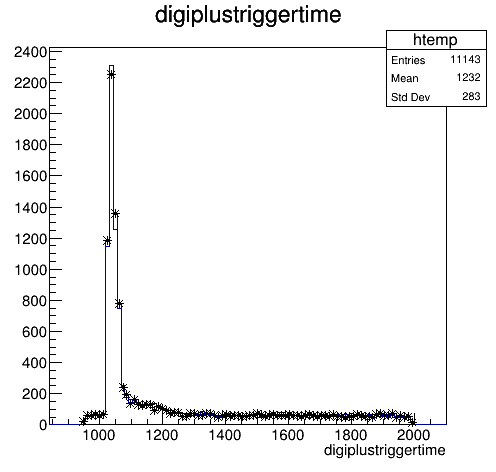 digiplustriggertime
htemp
Entries 11143
Mean 1232
Std Dev 283
2400
2200
2000
1800
1600
1400
1200
1000
800
600
400
200
0
1000 1200 1400 1600 1800 2000
digiplustriggertime